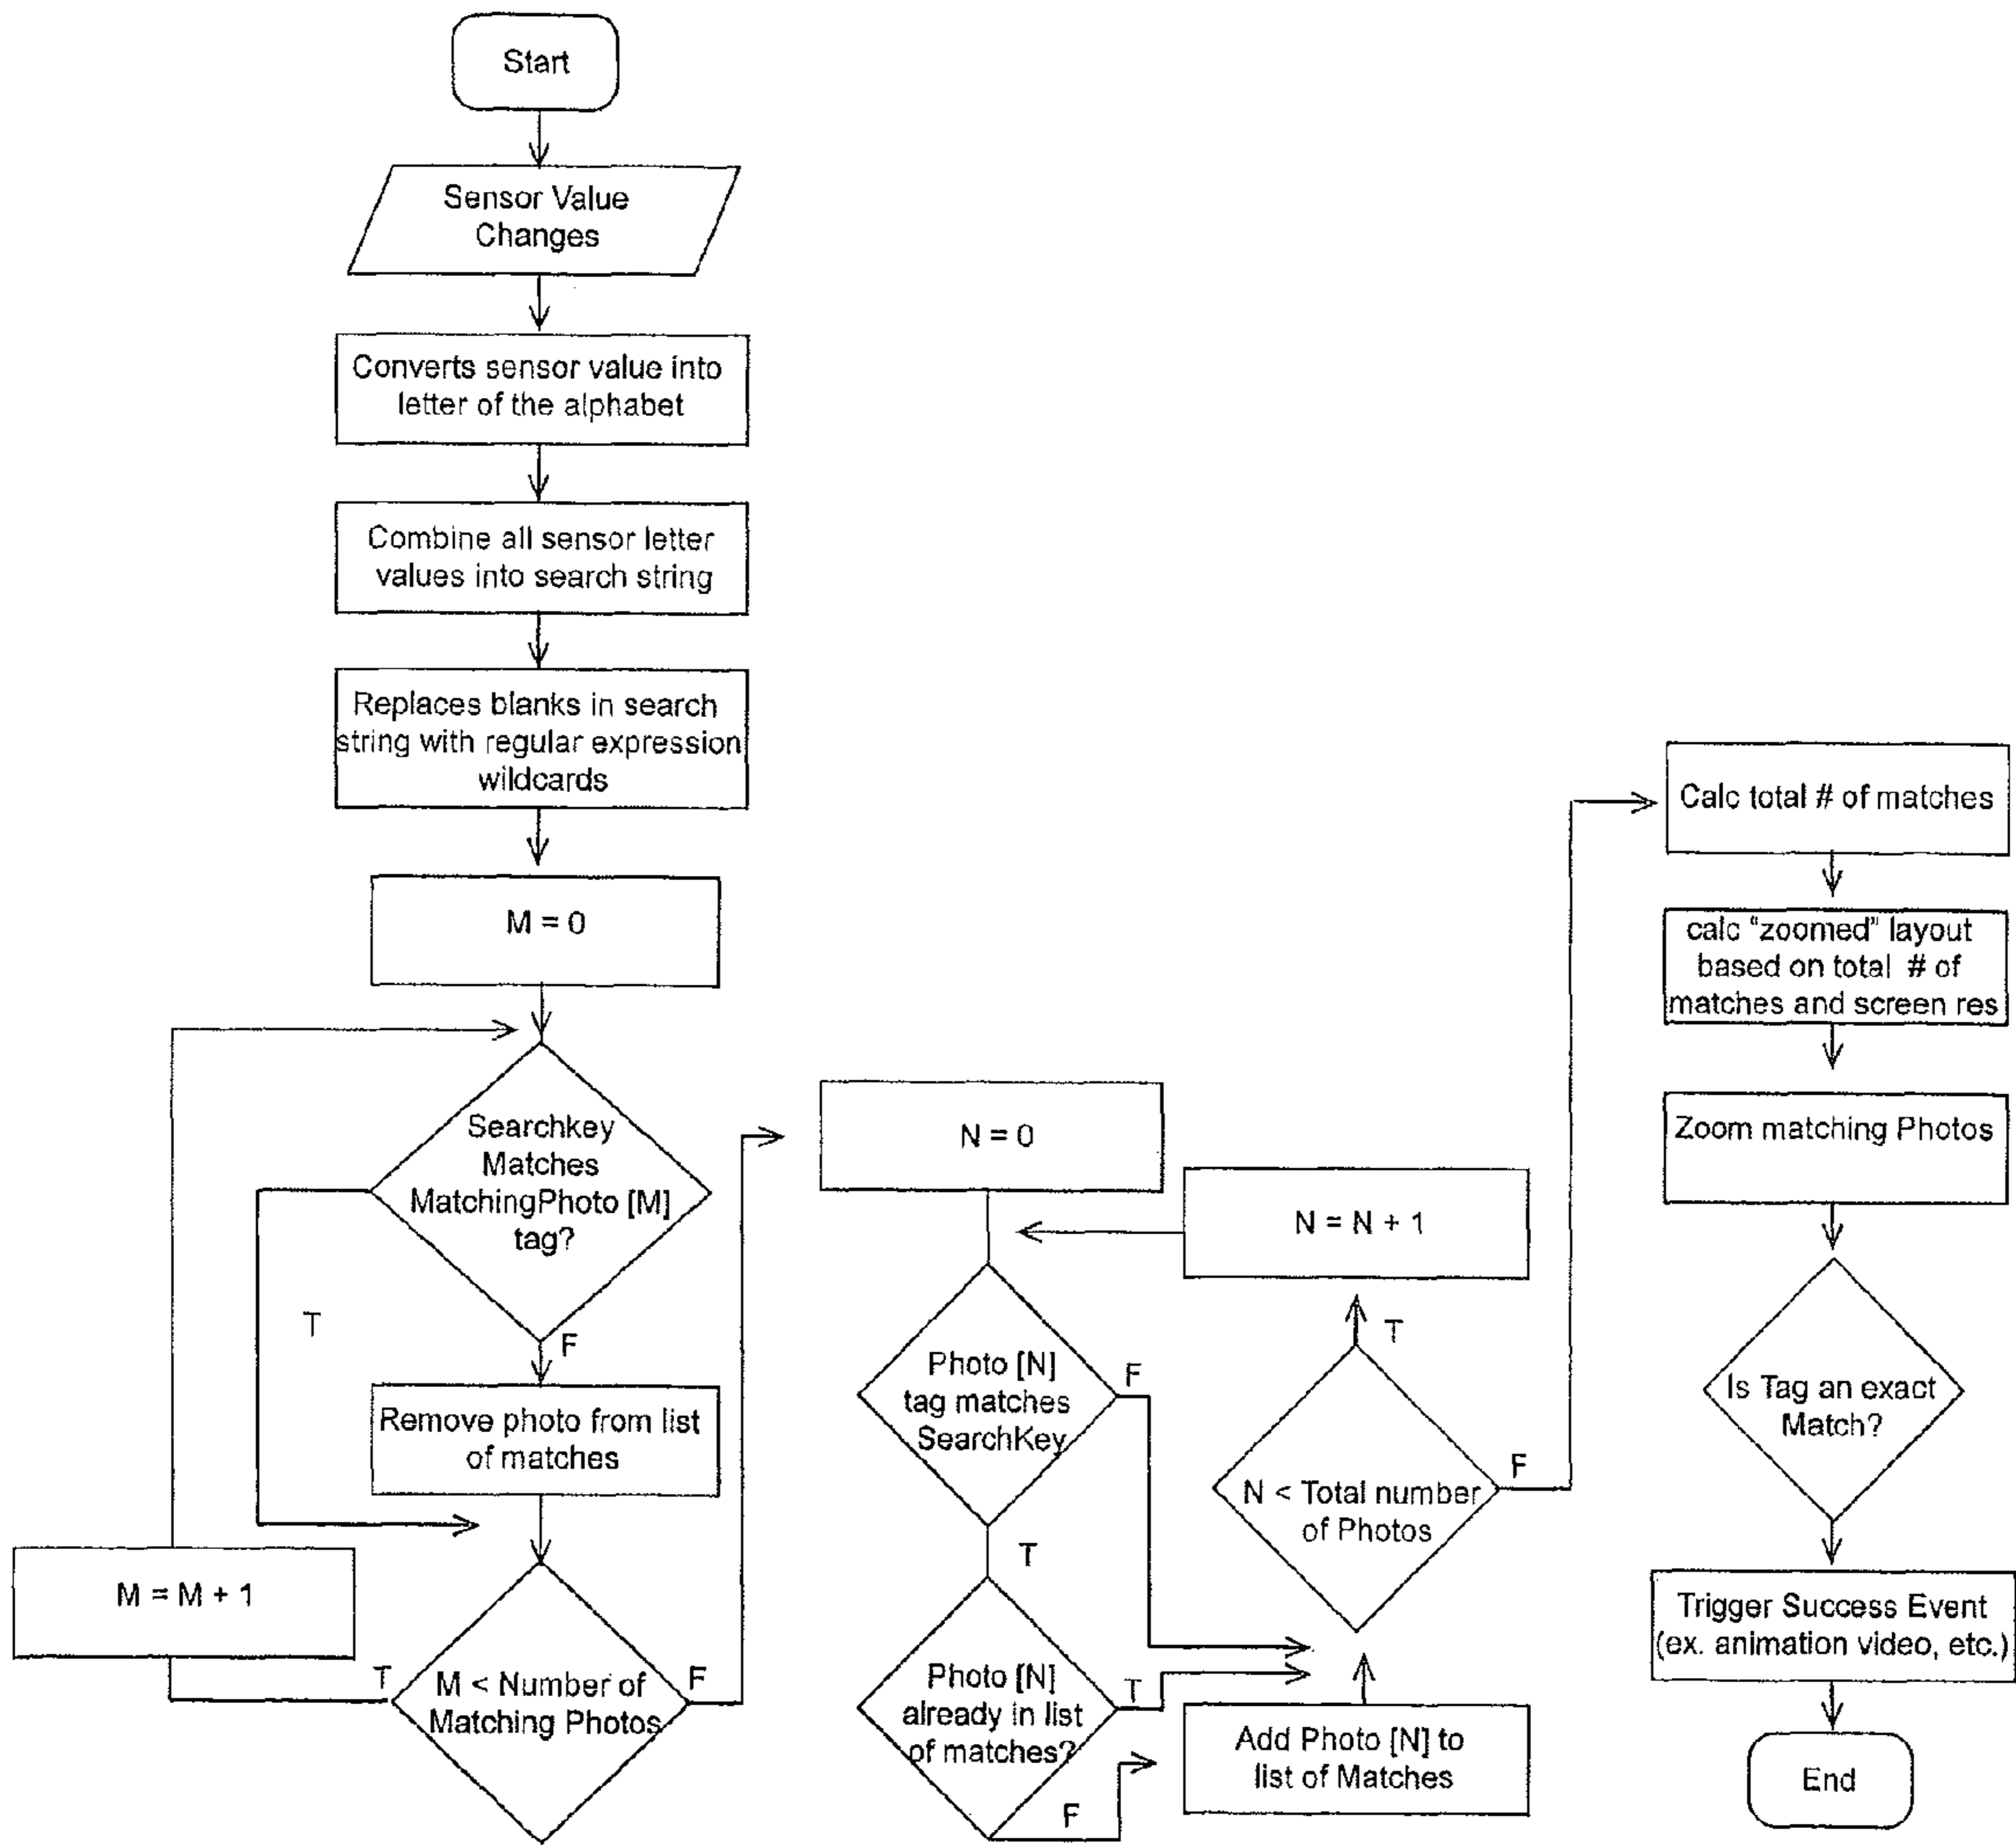 Start
Sensor Value
Changes
Converts sensor value into
letter of the alphabet
Combine all sensor letter
values into search string
Replaces blanks in search
string with regular expression
wildcards
M = 0
Searchkey
Matches
MatchingPhoto [M]
tag?
T
F
Remove photo from list
of matches
M = M + 1
T
M < Number of
Matching Photos
F
N = 0
N = N + 1
Photo [N]
tag matches
SearchKey
F
T
Photo [N]
already in list
of matches?
T
F
Add Photo [N] to
list of Matches
T
N < Total number
of Photos
F
Calc total # of matches
calc "zoomed" layout
based on total # of
matches and screen res
Zoom matching Photos
Is Tag an exact
Match?
Trigger Success Event
(ex. animation video, etc.)
End